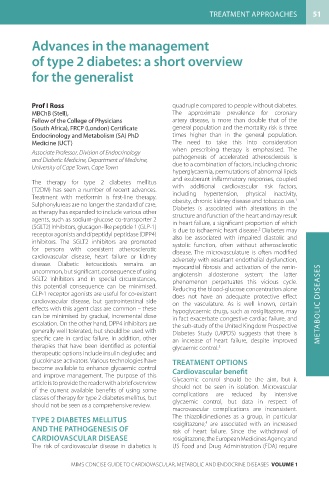 TREATMENT APPROACHES 51
Advances in the management
of type 2 diabetes: a short overview
for the generalist
Prof I Ross
MBChB (Stell),
Fellow of the College of Physicians
(South Africa), FRCP (London) Certificate
Endocrinology and Metabolism (SA) PhD
Medicine (UCT)
Associate Professor, Division of Endocrinology
and Diabetic Medicine, Department of Medicine,
University of Cape Town, Cape Town
The therapy for type 2 diabetes mellitus
(T2DM) has seen a number of recent advances.
Treatment with metformin is first-line therapy.
Sulphonylureas are no longer the standard of care,
as therapy has expanded to include various other
agents, such as sodium–glucose co-transporter 2
(SGLT2) inhibitors, glucagon-like peptide 1 (GLP-1)
receptor agonists and dipeptidyl peptidase (DPP4)
inhibitors. The SGLT2 inhibitors are promoted
for persons with coexistent atherosclerotic
cardiovascular disease, heart failure or kidney
disease. Diabetic ketoacidosis remains an
uncommon, but significant, consequence of using
SGLT2 inhibitors and in special circumstances,
this potential consequence can be minimised.
GLP-1 receptor agonists are useful for co-existent
cardiovascular disease, but gastrointestinal side
effects with this agent class are common – these
can be minimised by gradual, incremental dose
escalation. On the other hand, DPP4 inhibitors are
generally well tolerated, but should be used with
specific care in cardiac failure. In addition, other
therapies that have been identified as potential
therapeutic options include insulin degludec and
glucokinase activators. Various technologies have
become available to enhance glycaemic control
and improve management. The purpose of this
article is to provide the reader with a brief overview
of the current available benefits of using some
classes of therapy for type 2 diabetes mellitus, but
should not be seen as a comprehensive review.
TYPE 2 DIABETES MELLITUS
AND THE PATHOGENESIS OF
CARDIOVASCULAR DISEASE
The risk of cardiovascular disease in diabetics is
quadruple compared to people without diabetes.
The approximate prevalence for coronary
artery disease, is more than double that of the
general population and the mortality risk is three
times higher than in the general population.
The need to take this into consideration
when prescribing therapy is emphasised. The
pathogenesis of accelerated atherosclerosis is
due to a combination of factors, including chronic
hyperglycaemia, permutations of abnormal lipids
and exuberant inflammatory responses, coupled
with additional cardiovascular risk factors,
including hypertension, physical inactivity,
obesity, chronic kidney disease and tobacco use.¹
Diabetes is associated with alterations in the
structure and function of the heart and may result
in heart failure, a significant proportion of which
is due to ischaemic heart disease.² Diabetes may
also be associated with impaired diastolic and
systolic function, often without atherosclerotic
disease. The microvasculature is often modified
adversely with resultant endothelial dysfunction,
myocardial fibrosis and activation of the renin-
angiotensin aldosterone system; the latter
phenomenon perpetuates this vicious cycle.
Reducing the blood-glucose concentration alone
does not have an adequate protective effect
on the vasculature. As is well known, certain
hypoglycaemic drugs, such as rosiglitazone, may
in fact exacerbate congestive cardiac failure, and
the sub-study of the United Kingdom Prospective
Diabetes Study (UKPDS) suggests that there is
an increase of heart failure, despite improved
glycaemic control.³
TREATMENT OPTIONS
Cardiovascular benefit
Glycaemic control should be the aim, but it
should not be seen in isolation. Microvascular
complications are reduced by intensive
glycaemic control, but data in respect of
macrovascular complications are inconsistent.
The thiazolidinediones as a group, in particular
rosiglitazone,⁴ are associated with an increased
risk of heart failure. Since the withdrawal of
rosiglitazone, the European Medicines Agency and
US Food and Drug Administration (FDA) require
METABOLIC DISEASES
MIMS CONCISE GUIDE TO CARDIOVASCULAR, METABOLIC AND ENDOCRINE DISEASES VOLUME 1